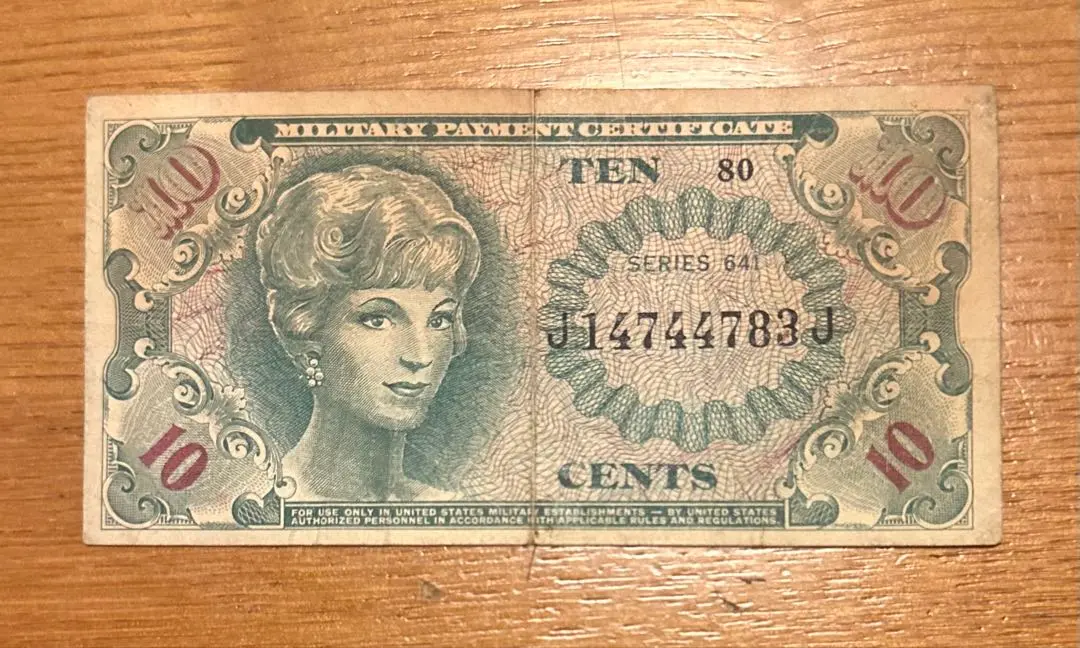 MILITARY PAYMENT CERTIFICATE
10
TEN 80
10
SERIES 641
J14744783J
10
10
CENTS
FOR USE ONLY IN UNITED STATES MILITARY ESTABLISHMENTS — BY UNITED STATES
AUTHORIZED PERSONNEL IN ACCORDANCE WITH APPLICABLE RULES AND REGULATIONS.